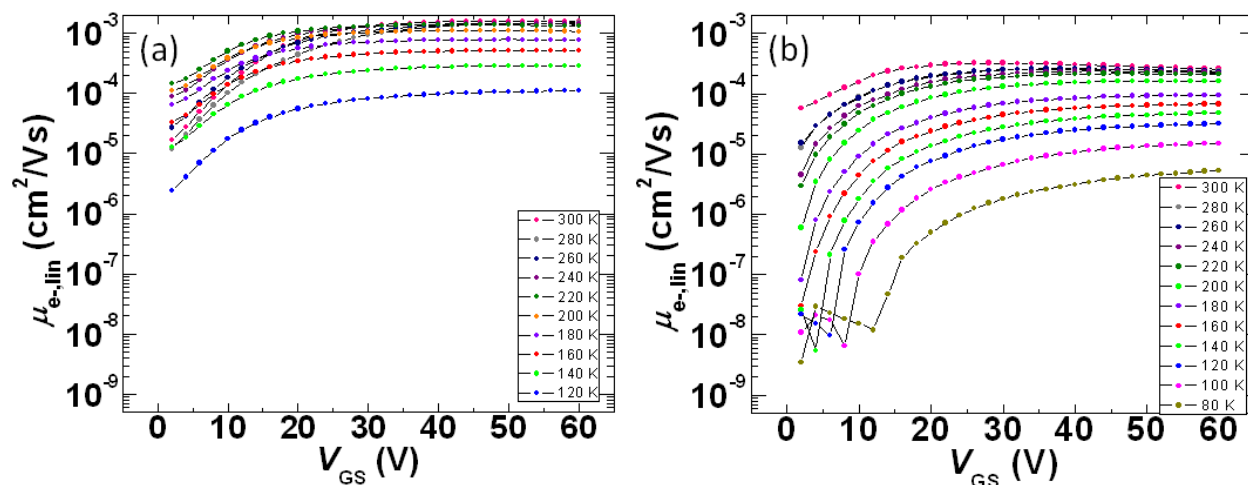 (a)
10⁻³
10⁻⁴
10⁻⁵
10⁻⁶
10⁻⁷
10⁻⁸
10⁻⁹
μe-,lin (cm²/Vs)
300 K
280 K
260 K
240 K
220 K
200 K
180 K
160 K
140 K
120 K
0 10 20 30 40 50 60
VGS (V)
(b)
10⁻³
10⁻⁴
10⁻⁵
10⁻⁶
10⁻⁷
10⁻⁸
10⁻⁹
μe-,lin (cm²/Vs)
300 K
280 K
260 K
240 K
220 K
200 K
180 K
160 K
140 K
120 K
100 K
80 K
0 10 20 30 40 50 60
VGS (V)